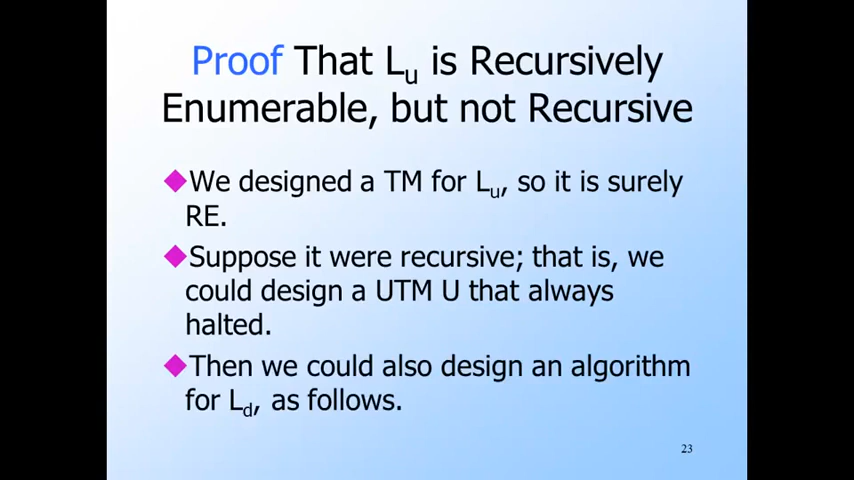 Proof That Lu is Recursively
Enumerable, but not Recursive
We designed a TM for Lu, so it is surely
RE.
Suppose it were recursive; that is, we
could design a UTM U that always
halted.
Then we could also design an algorithm
for Ld, as follows.
23